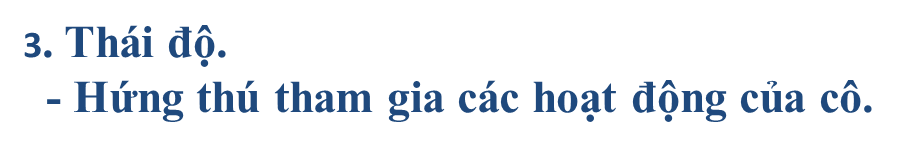 3. Thái độ.
- Hứng thú tham gia các hoạt động của cô.